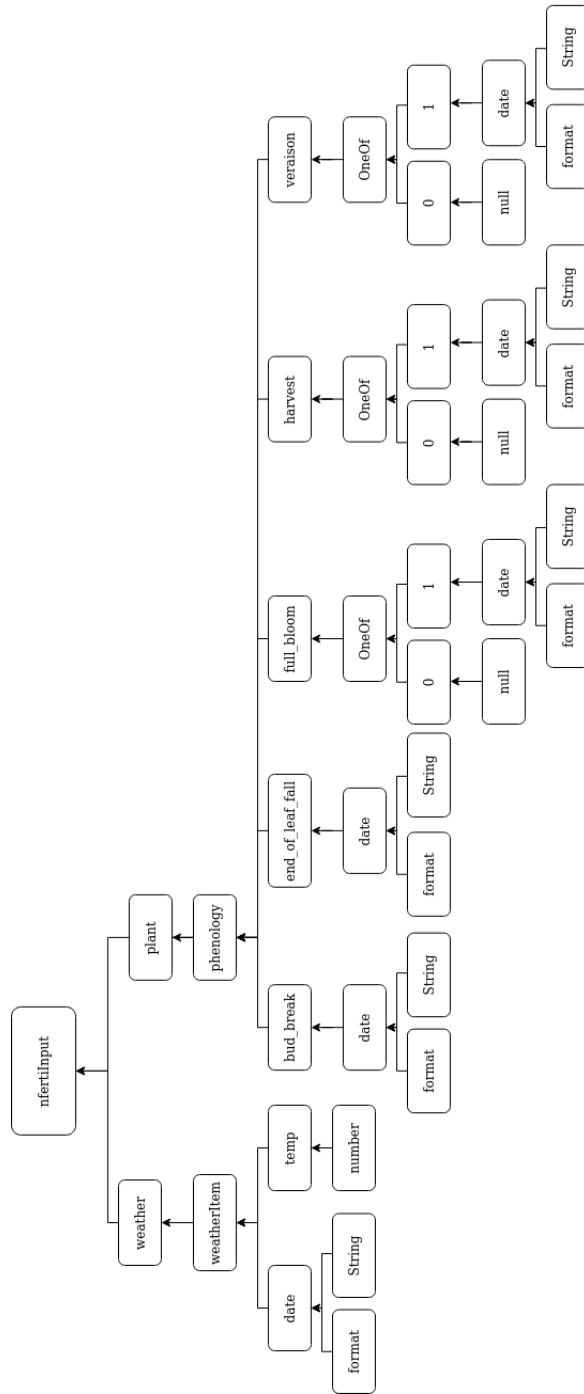 nfertiInput
weather
plant
weatherItem
phenology
date
temp
bud_break
end_of_leaf_fall
full_bloom
harvest
veraison
format
String
number
date
date
OneOf
OneOf
OneOf
format
String
format
String
0
1
0
1
0
1
null
date
null
date
null
date
format
String
format
String
format
String